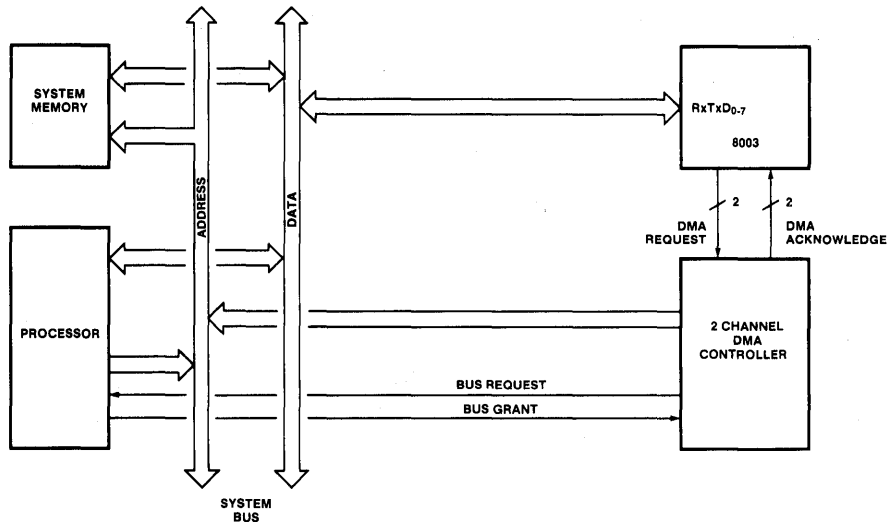 SYSTEM
MEMORY
RxTxD0-7
8003
ADDRESS
DATA
2
2
DMA
REQUEST
DMA
ACKNOWLEDGE
PROCESSOR
2 CHANNEL
DMA
CONTROLLER
BUS REQUEST
BUS GRANT
SYSTEM
BUS